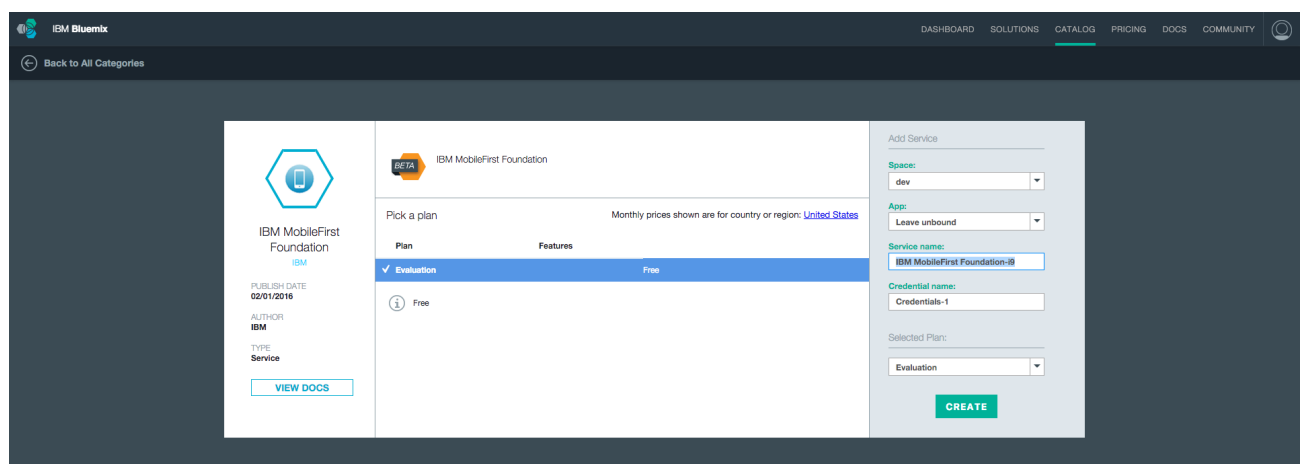 IBM Bluemix
DASHBOARD SOLUTIONS CATALOG PRICING DOCS COMMUNITY
Back to All Categories
IBM MobileFirst
Foundation
IBM
PUBLISH DATE
02/01/2016
AUTHOR
IBM
TYPE
Service
VIEW DOCS
BETA
IBM MobileFirst Foundation
Pick a plan
Monthly prices shown are for country or region: United States
Plan Features
Evaluation Free
Free
Add Service
Space:
dev
App:
Leave unbound
Service name:
IBM MobileFirst Foundation-i9
Credential name:
Credentials-1
Selected Plan:
Evaluation
CREATE